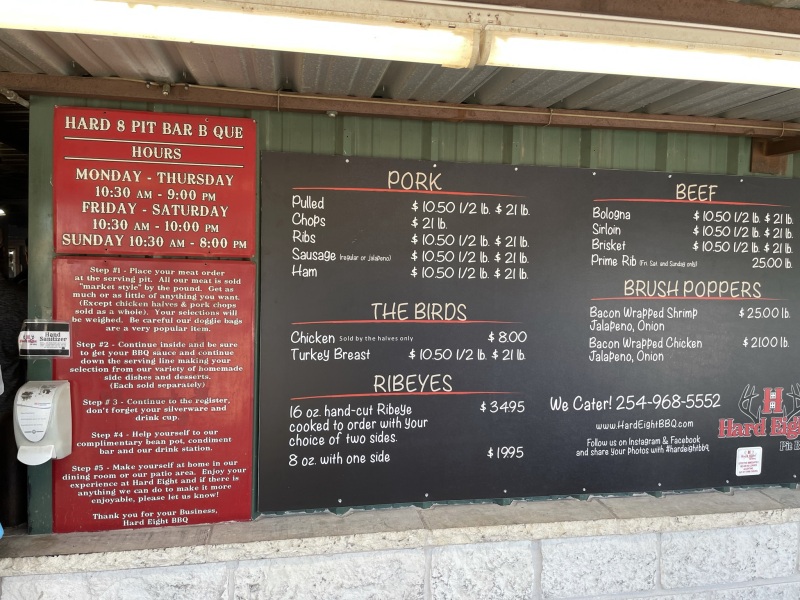 HARD 8 PIT BAR B QUE
HOURS
MONDAY - THURSDAY
10:30 AM - 9:00 PM
FRIDAY - SATURDAY
10:30 AM - 10:00 PM
SUNDAY 10:30 AM - 8:00 PM
Step #1 - Place your meat order
at the serving pit. All our meat is sold
"market style" by the pound. Get as
much or as little of anything you want.
(Except chicken halves & pork chops
sold as a whole). Your selections will
be weighed. Be careful our doggie bags
are a very popular item.
Step #2 - Continue inside and be sure
to get your BBQ sauce and continue
down the serving line making your
selection from our variety of homemade
side dishes and desserts.
(Each sold separately)
Step # 3 - Continue to the register,
don't forget your silverware and
drink cup.
Step #4 - Help yourself to our
complimentary bean pot, condiment
bar and our drink station.
Step #5 - Make yourself at home in our
dining room or our patio area. Enjoy your
experience at Hard Eight and if there is
anything we can do to make it more
enjoyable, please let us know!
Thank you for your Business,
Hard Eight BBQ
Hand
Sanitizer
PORK
Pulled $ 10.50 1/2 lb. $ 21 lb.
Chops $ 21 lb.
Ribs $ 10.50 1/2 lb. $ 21 lb.
Sausage (regular or jalapeno) $ 10.50 1/2 lb. $ 21 lb.
Ham $ 10.50 1/2 lb. $ 21 lb.
THE BIRDS
Chicken Sold by the halves only $ 8.00
Turkey Breast $ 10.50 1/2 lb. $ 21 lb.
RIBEYES
16 oz. hand-cut Ribeye $ 34.95
cooked to order with your
choice of two sides.
8 oz. with one side $ 19.95
BEEF
Bologna $ 10.50 1/2 lb. $ 21 lb.
Sirloin $ 10.50 1/2 lb. $ 21 lb.
Brisket $ 10.50 1/2 lb. $ 21 lb.
Prime Rib (Fri. Sat. and Sunday only) 25.00 lb.
BRUSH POPPERS
Bacon Wrapped Shrimp $ 25.00 lb.
Jalapeno, Onion
Bacon Wrapped Chicken $ 21.00 lb.
Jalapeno, Onion
We Cater! 254-968-5552
www.HardEightBBQ.com
Follow us on Instagram & Facebook
and share your Photos with #hardeightbbq
H
Hard Eigh
Pit